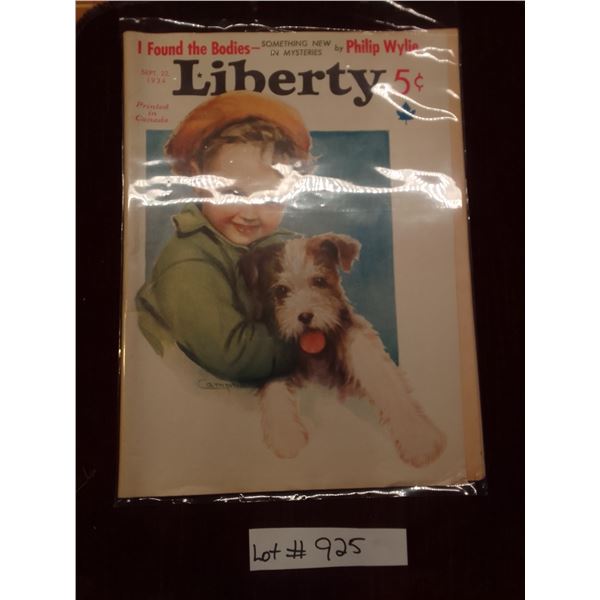 I Found the Bodies— SOMETHING NEW IN MYSTERIES by Philip Wylie
SEPT. 22, 1934
Liberty 5¢
Printed
in
Canada
Lot # 925